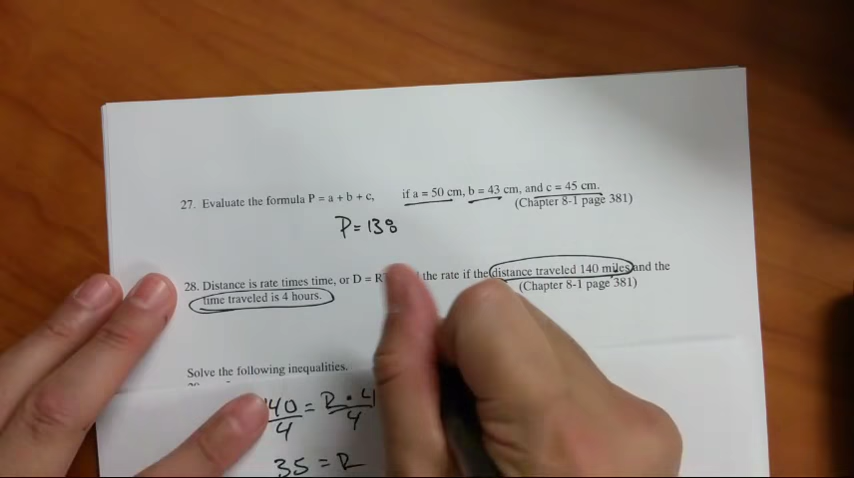 27. Evaluate the formula P = a + b + c, if a = 50 cm, b = 43 cm, and c = 45 cm.
(Chapter 8-1 page 381)
P = 138
28. Distance is rate times time, or D = R the rate if the distance traveled 140 miles and the
time traveled is 4 hours. (Chapter 8-1 page 381)
Solve the following inequalities.
40/4 = R • 4/4
35 = R